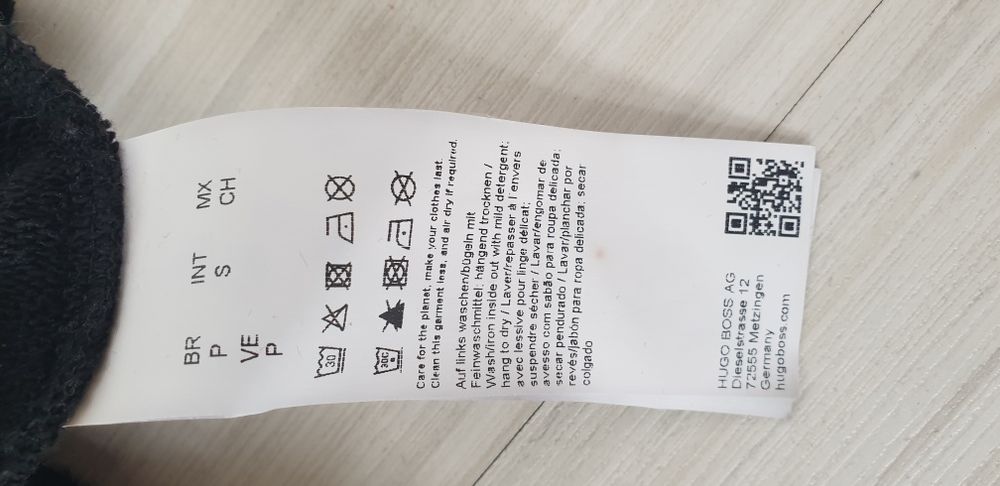 BR INT MX
P S CH
VE
P
30
30C
Care for the planet, make your clothes last.
Clean this garment less, and air dry if required.
Auf links waschen/bügeln mit
Feinwaschmittel; hängend trocknen /
Wash/iron inside out with mild detergent;
hang to dry / Laver/repasser à l'envers
avec lessive pour linge délicat;
suspendre sécher / Lavar/engomar de
avesso com sabão para roupa delicada;
secar pendurado / Lavar/planchar por
revés/jabón para ropa delicada; secar
colgado
HUGO BOSS AG
Dieselstrasse 12
72555 Metzingen
Germany
hugoboss.com